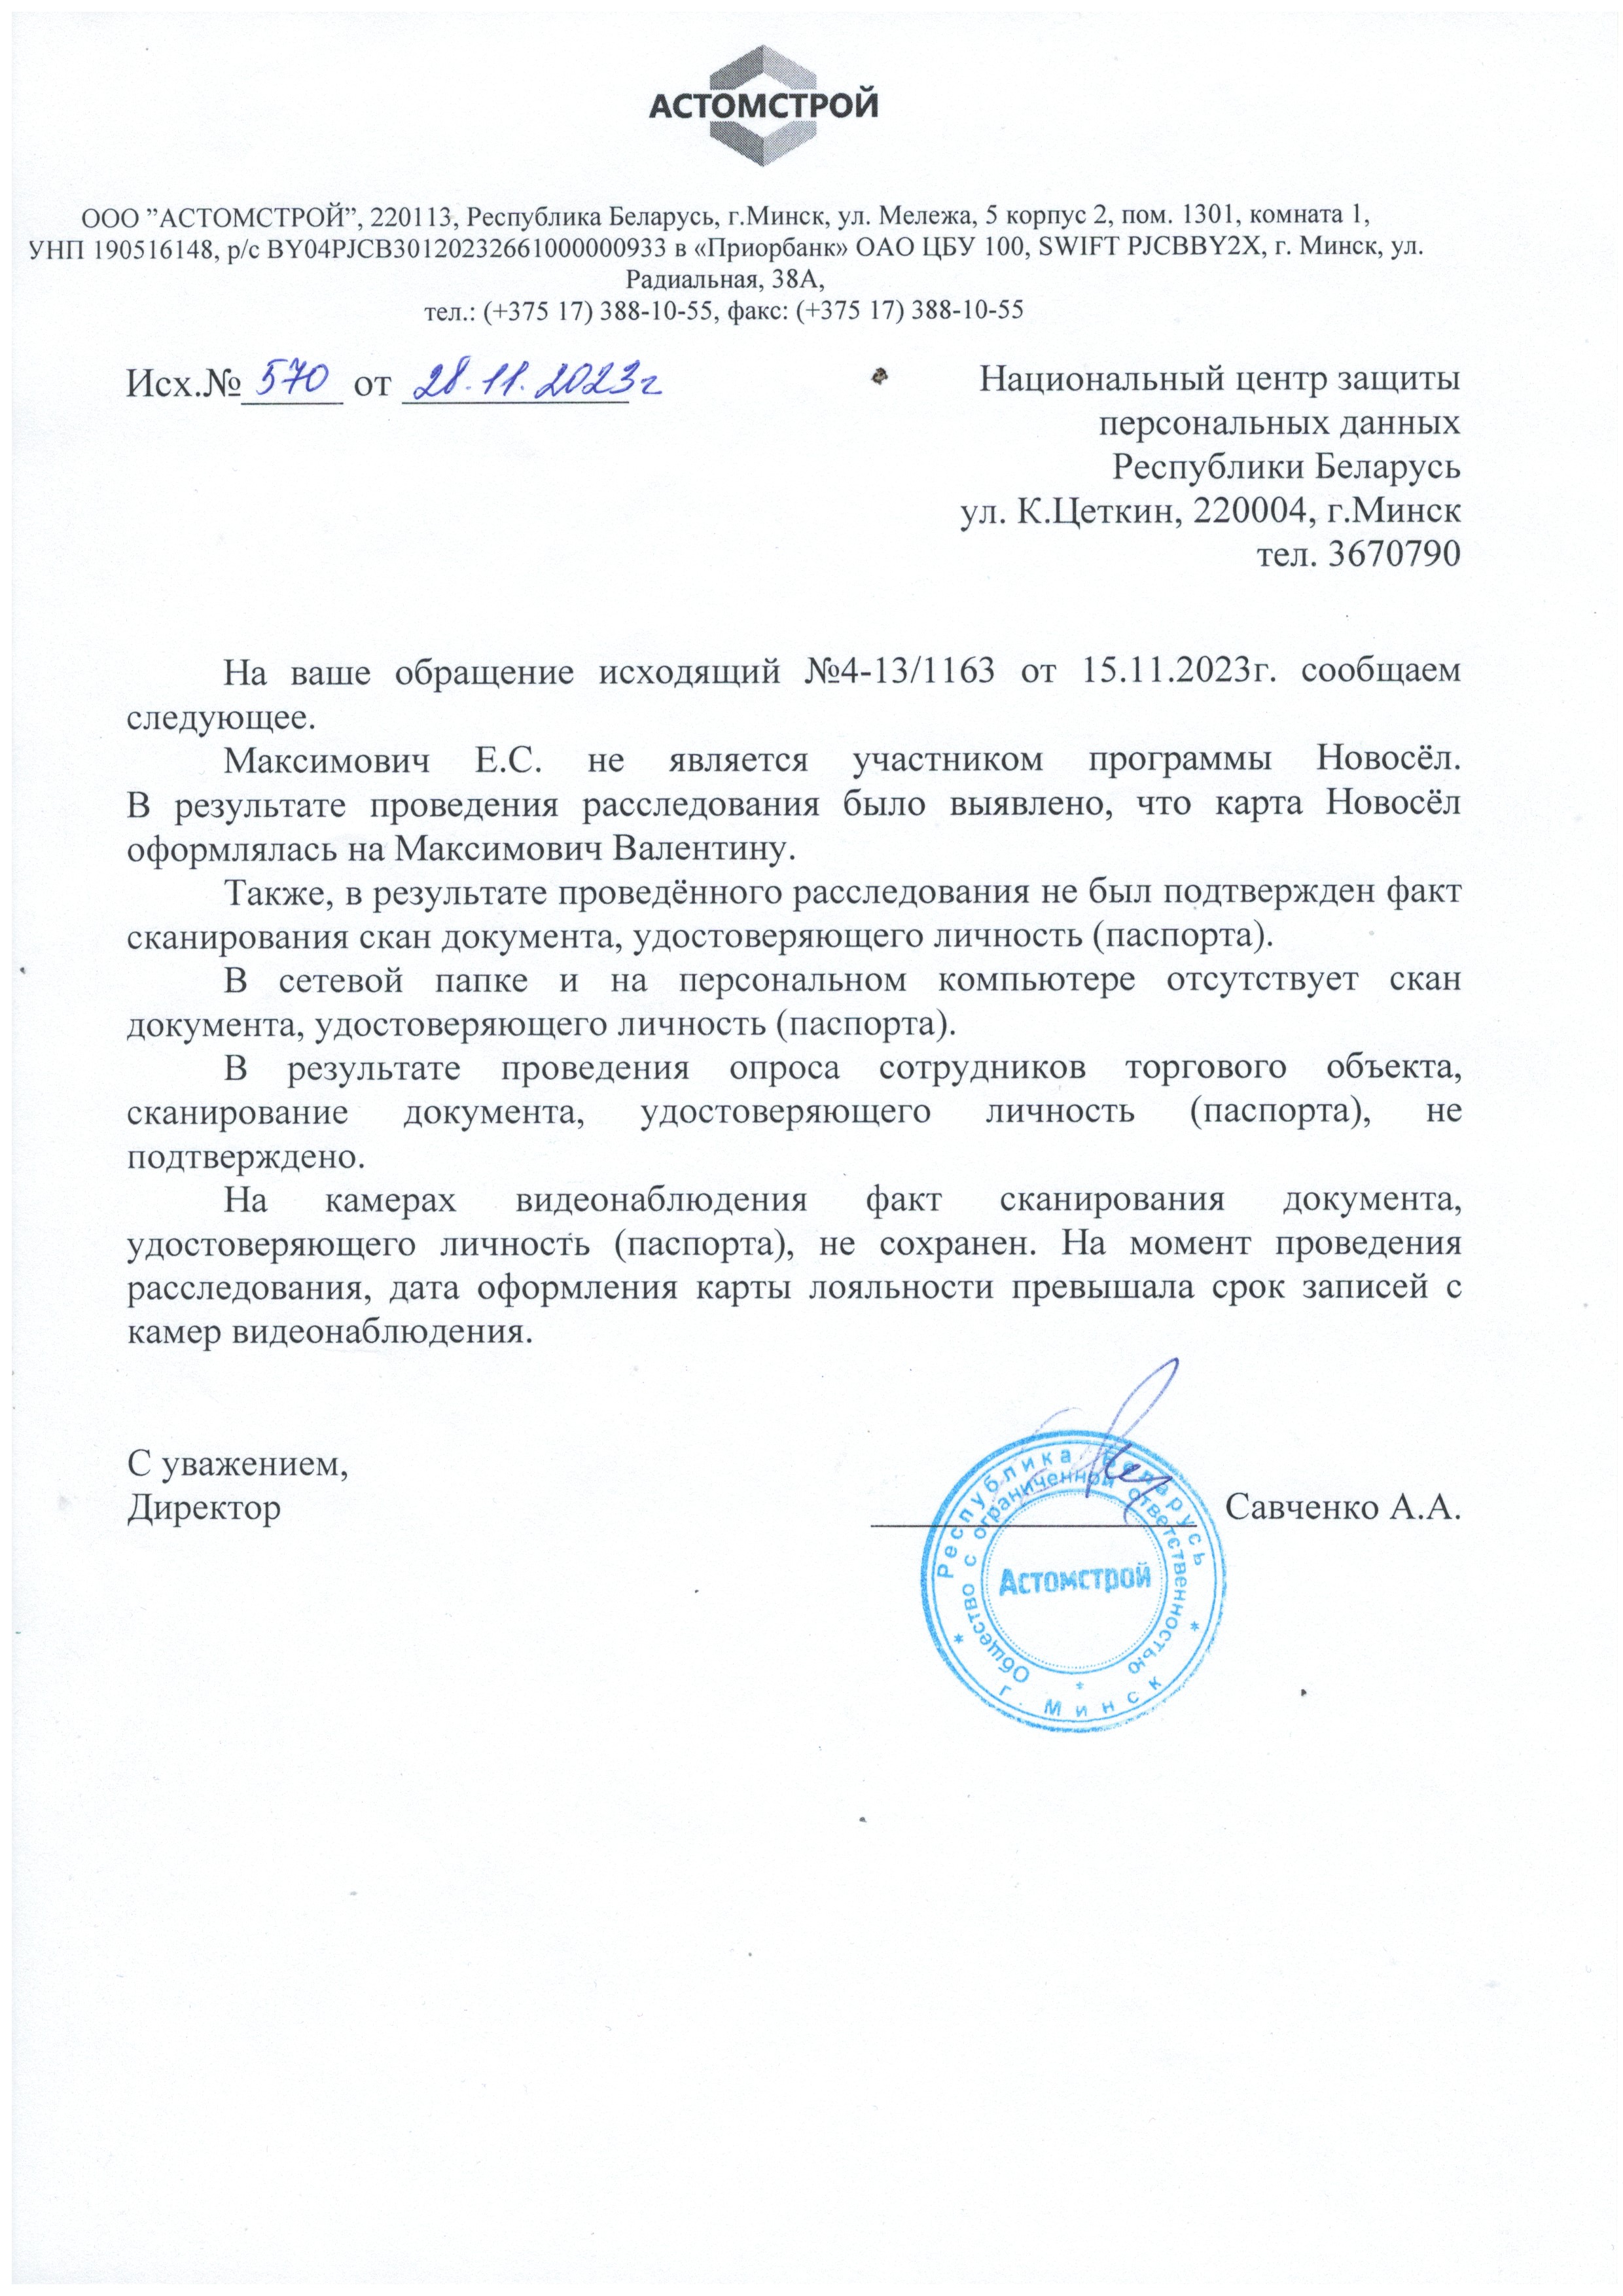 АСТОМСТРОЙ
ООО ”АСТОМСТРОЙ”, 220113, Республика Беларусь, г.Минск, ул. Мележа, 5 корпус 2, пом. 1301, комната 1,
УНП 190516148, р/с BY04PJCB30120232661000000933 в «Приорбанк» ОАО ЦБУ 100, SWIFT PJCBBY2X, г. Минск, ул.
Радиальная, 38А,
тел.: (+375 17) 388-10-55, факс: (+375 17) 388-10-55
Исх.№ 570 от 28.11.2023г
Национальный центр защиты
персональных данных
Республики Беларусь
ул. К.Цеткин, 220004, г.Минск
тел. 3670790
На ваше обращение исходящий №4-13/1163 от 15.11.2023г. сообщаем
следующее.
Максимович Е.С. не является участником программы Новосёл.
В результате проведения расследования было выявлено, что карта Новосёл
оформлялась на Максимович Валентину.
Также, в результате проведённого расследования не был подтвержден факт
сканирования скан документа, удостоверяющего личность (паспорта).
В сетевой папке и на персональном компьютере отсутствует скан
документа, удостоверяющего личность (паспорта).
В результате проведения опроса сотрудников торгового объекта,
сканирование документа, удостоверяющего личность (паспорта), не
подтверждено.
На камерах видеонаблюдения факт сканирования документа,
удостоверяющего личность (паспорта), не сохранен. На момент проведения
расследования, дата оформления карты лояльности превышала срок записей с
камер видеонаблюдения.
С уважением,
Директор
Савченко А.А.
Республика Беларусь
Общество с ограниченной ответственностью
Астомстрой
г. Минск